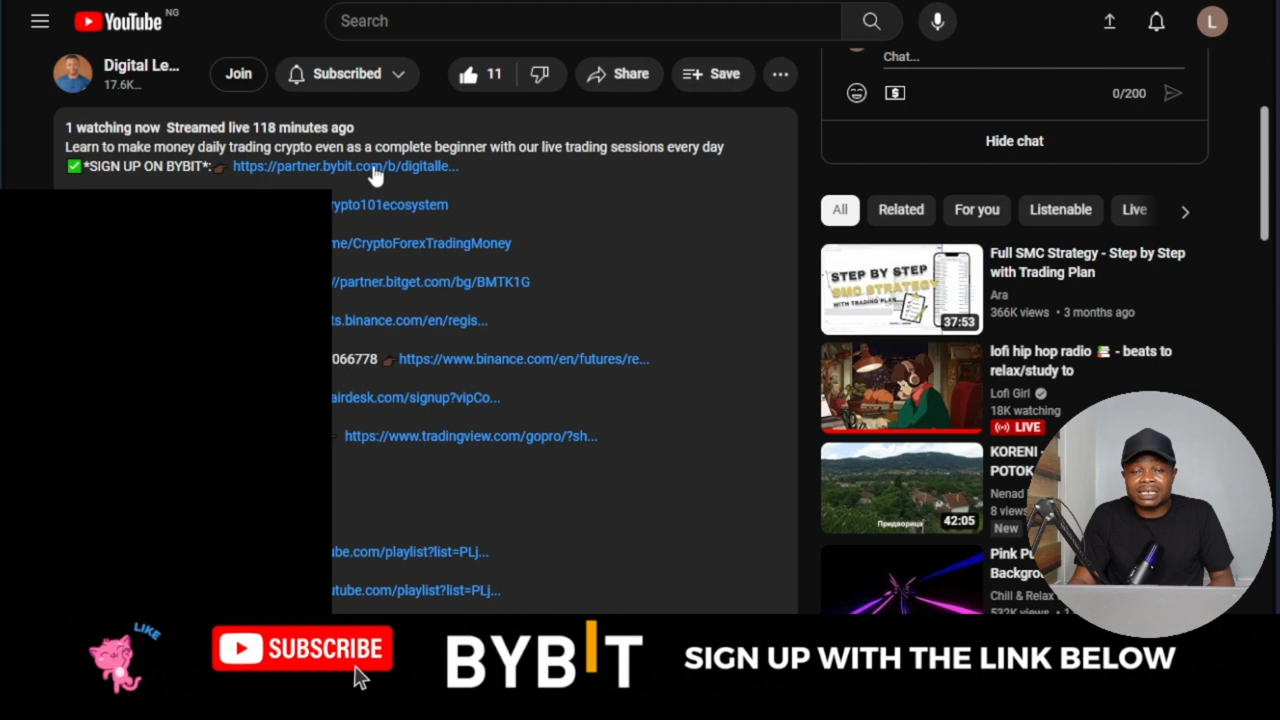 YouTube NG
Search
Digital Le...
17.6K...
Join
Subscribed
11
Share
Save
1 watching now Streamed live 118 minutes ago
Learn to make money daily trading crypto even as a complete beginner with our live trading sessions every day
*SIGN UP ON BYBIT*: https://partner.bybit.com/b/digitalle...
rypto101ecosystem
me/CryptoForexTradingMoney
//partner.bitget.com/bg/BMTK1G
ts.binance.com/en/regis...
066778 https://www.binance.com/en/futures/re...
airdesk.com/signup?vipCo...
https://www.tradingview.com/gopro/?sh...
ube.com/playlist?list=PLj...
utube.com/playlist?list=PLj...
Chat...
0/200
Hide chat
All
Related
For you
Listenable
Live
STEP BY STEP
SMC STRATEGY
WITH TRADING PLAN
37:53
Full SMC Strategy - Step by Step
with Trading Plan
Ara
366K views • 3 months ago
lofi hip hop radio - beats to
relax/study to
Lofi Girl
18K watching
LIVE
Придворица
42:05
KORENI -
POTOK
Nenad
8 views
New
Pink Pu
Backgro
Chill & Relax
532K views
L
LIKE
SUBSCRIBE
BYBIT
SIGN UP WITH THE LINK BELOW